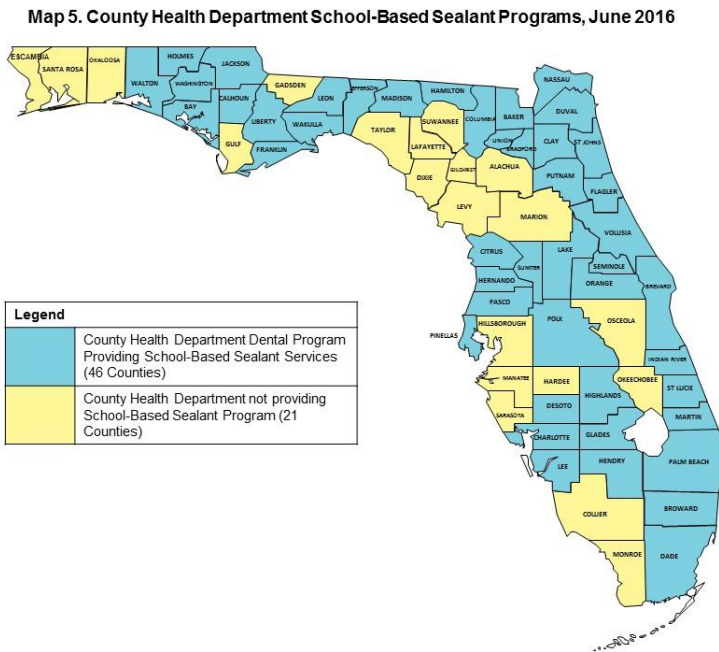 Map 5. County Health Department School-Based Sealant Programs, June 2016
ESCAMBIA
SANTA ROSA
OKALOOSA
WALTON
HOLMES
WASHINGTON
BAY
JACKSON
CALHOUN
GULF
GADSDEN
LIBERTY
FRANKLIN
LEON
WAKULLA
JEFFERSON
MADISON
TAYLOR
HAMILTON
SUWANNEE
LAFAYETTE
DIXIE
COLUMBIA
GILCHRIST
LEVY
BAKER
UNION
BRADFORD
ALACHUA
MARION
NASSAU
DUVAL
CLAY
ST JOHNS
PUTNAM
FLAGLER
VOLUSIA
CITRUS
SUMTER
LAKE
HERNANDO
PASCO
SEMINOLE
ORANGE
BREVARD
PINELLAS
HILLSBOROUGH
POLK
OSCEOLA
INDIAN RIVER
MANATEE
HARDEE
HIGHLANDS
OKEECHOBEE
ST LUCIE
SARASOTA
DESOTO
MARTIN
CHARLOTTE
GLADES
LEE
HENDRY
PALM BEACH
COLLIER
BROWARD
MONROE
DADE
Legend
County Health Department Dental Program
Providing School-Based Sealant Services
(46 Counties)
County Health Department not providing
School-Based Sealant Program (21
Counties)